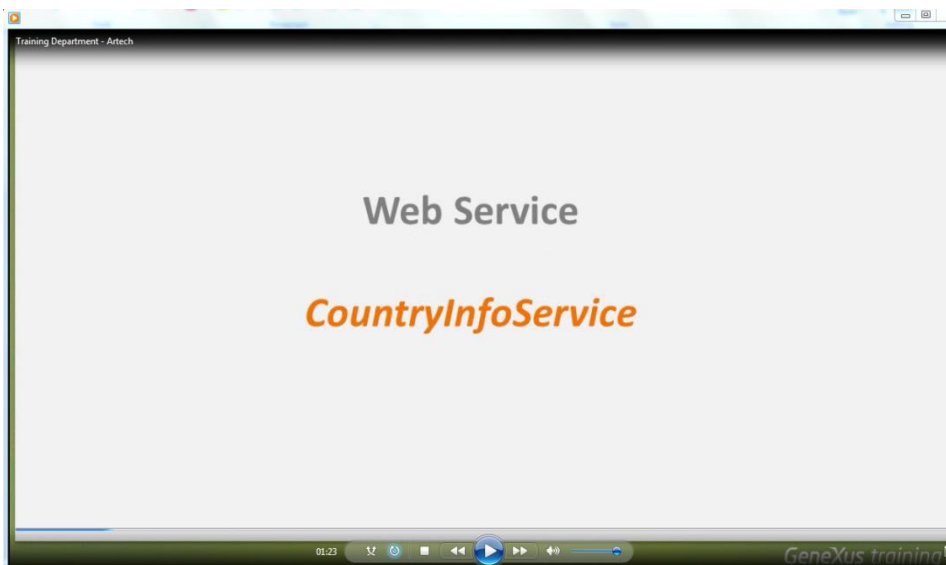 Training Department - Artech
Web Service
CountryInfoService
01:23
GeneXus training